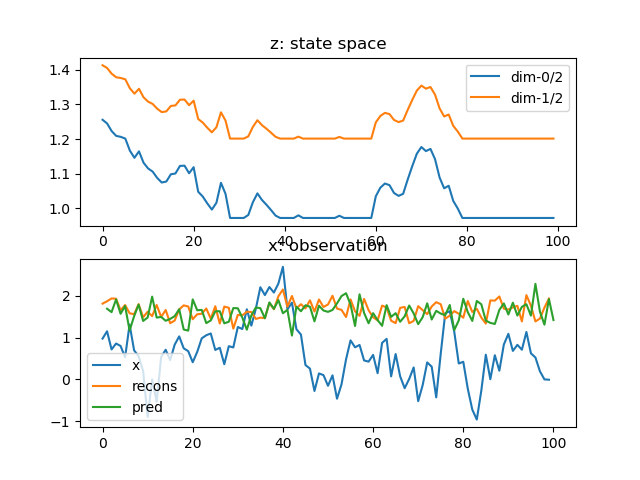 z: state space
1.4
1.3
1.2
1.1
1.0
dim-0/2
dim-1/2
0 20 40 60 80 100
x: observation
2
1
0
−1
x
recons
pred
0 20 40 60 80 100